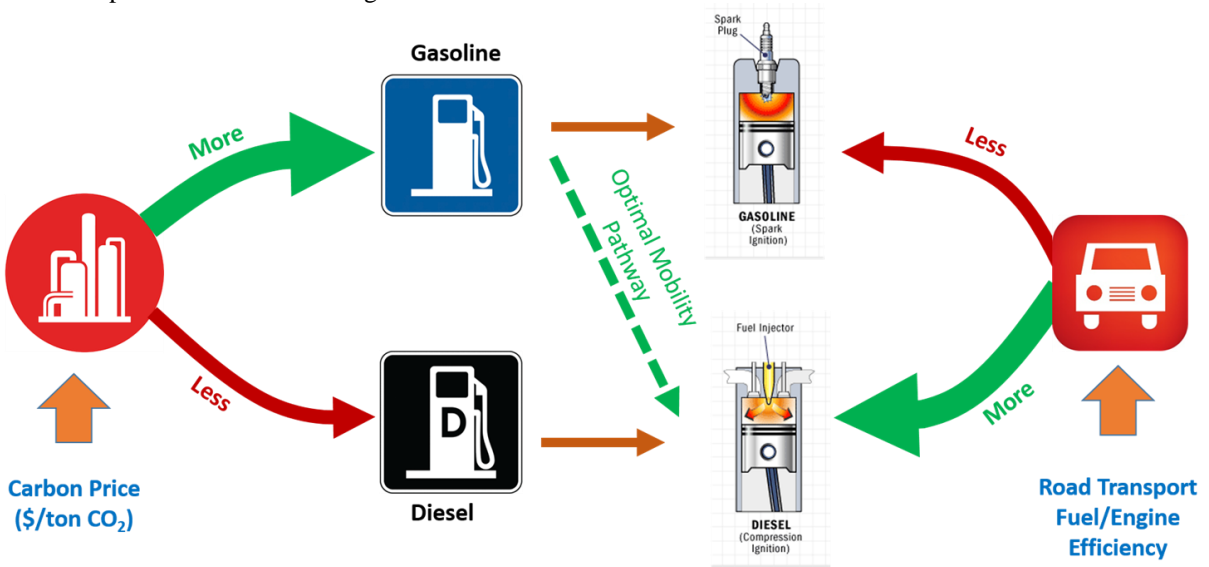 Spark
Plug
Gasoline
More
Less
Optimal Mobility
Pathway
GASOLINE
(Spark
Ignition)
Fuel Injector
Less
D
More
Carbon Price
($/ton CO₂)
Diesel
DIESEL
(Compression
Ignition)
Road Transport
Fuel/Engine
Efficiency